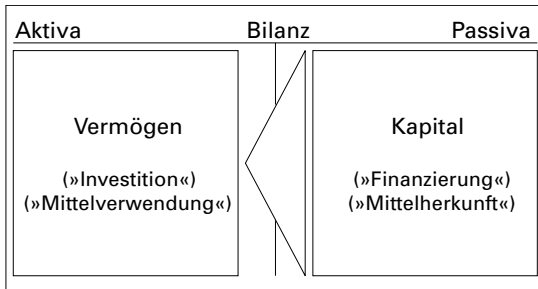 Aktiva Bilanz Passiva
Vermögen
(»Investition«)
(»Mittelverwendung«)
Kapital
(»Finanzierung«)
(»Mittelherkunft«)